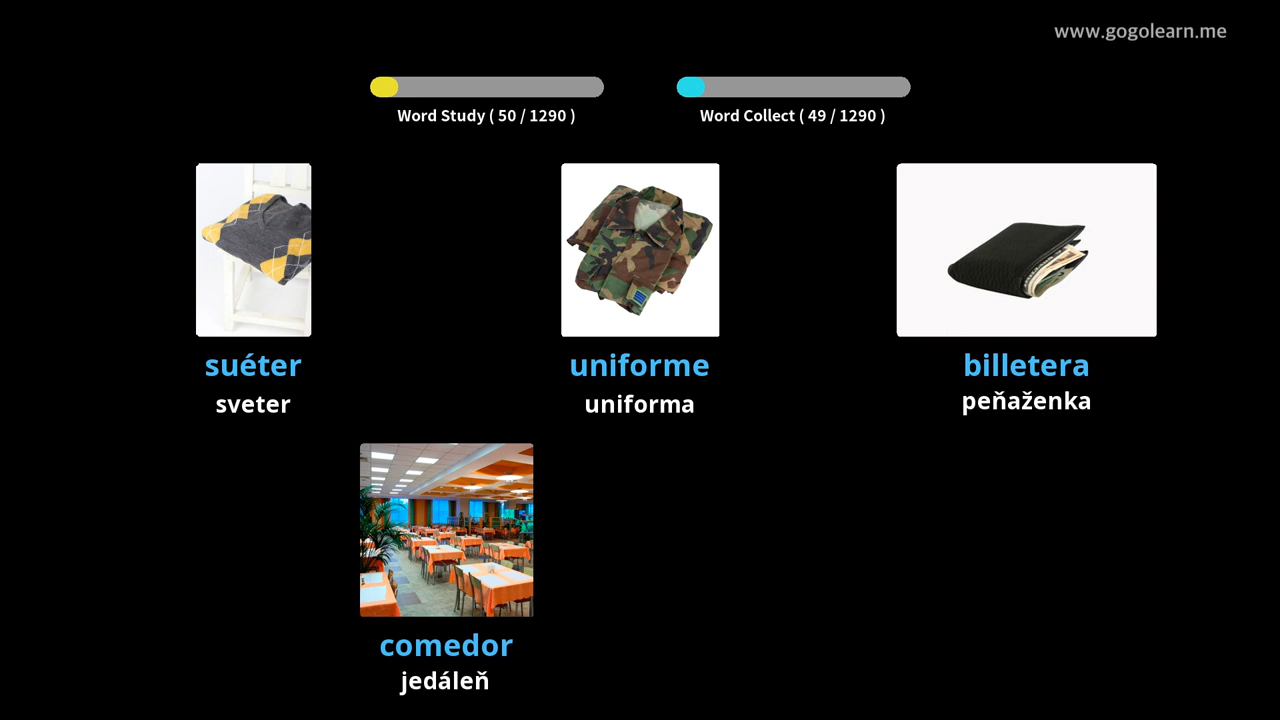 www.gogolearn.me
Word Study ( 50 / 1290 )
Word Collect ( 49 / 1290 )
suéter
sveter
uniforme
uniforma
billetera
peňaženka
comedor
jedáleň